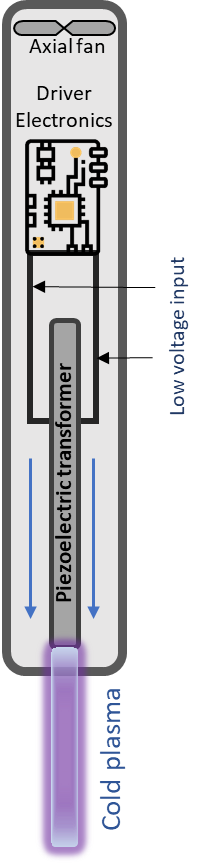 Axial fan
Driver
Electronics
Low voltage input
Piezoelectric transformer
Cold plasma